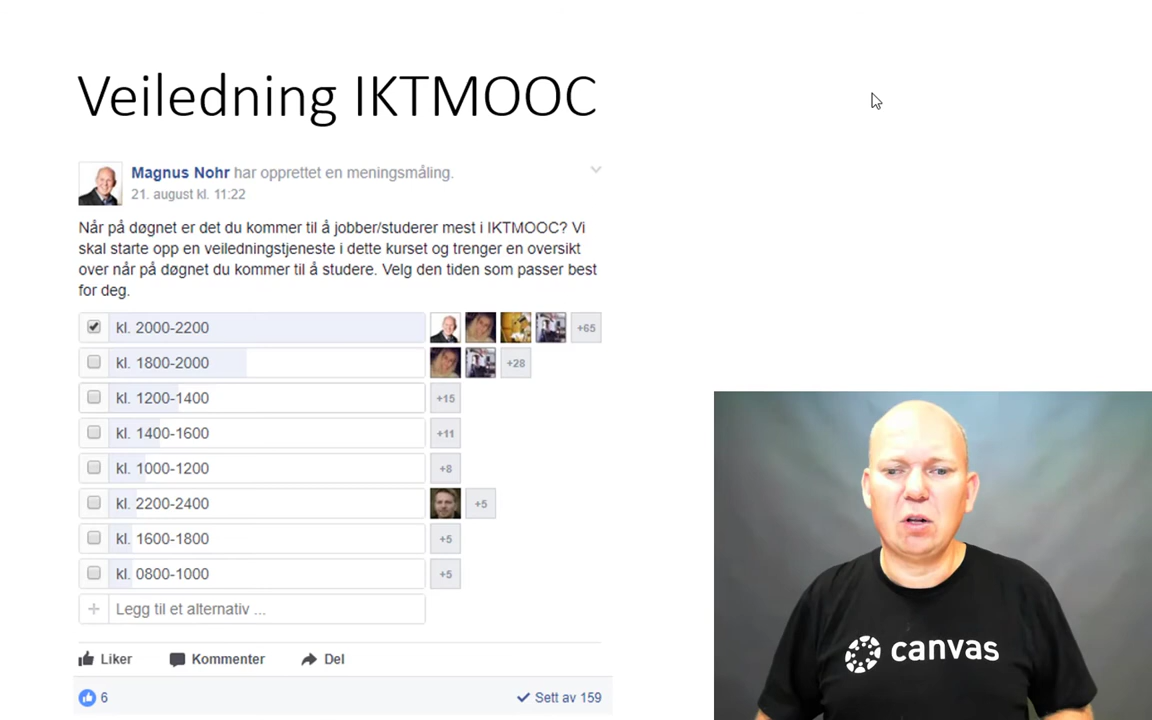 Veiledning IKTMOOC
Magnus Nohr har opprettet en meningsmåling.
21. august kl. 11:22
Når på døgnet er det du kommer til å jobber/studerer mest i IKTMOOC? Vi
skal starte opp en veiledningstjeneste i dette kurset og trenger en oversikt
over når på døgnet du kommer til å studere. Velg den tiden som passer best
for deg.
kl. 2000-2200 +65
kl. 1800-2000 +28
kl. 1200-1400 +15
kl. 1400-1600 +11
kl. 1000-1200 +8
kl. 2200-2400 +5
kl. 1600-1800 +5
kl. 0800-1000 +5
+ Legg til et alternativ ...
Liker Kommenter Del
6 Sett av 159
canvas